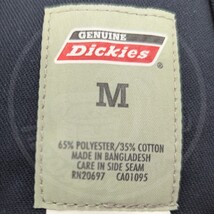 GENUINE
Dickies®
M
65% POLYESTER/35% COTTON
MADE IN BANGLADESH
CARE IN SIDE SEAM
RN20697 CA01095